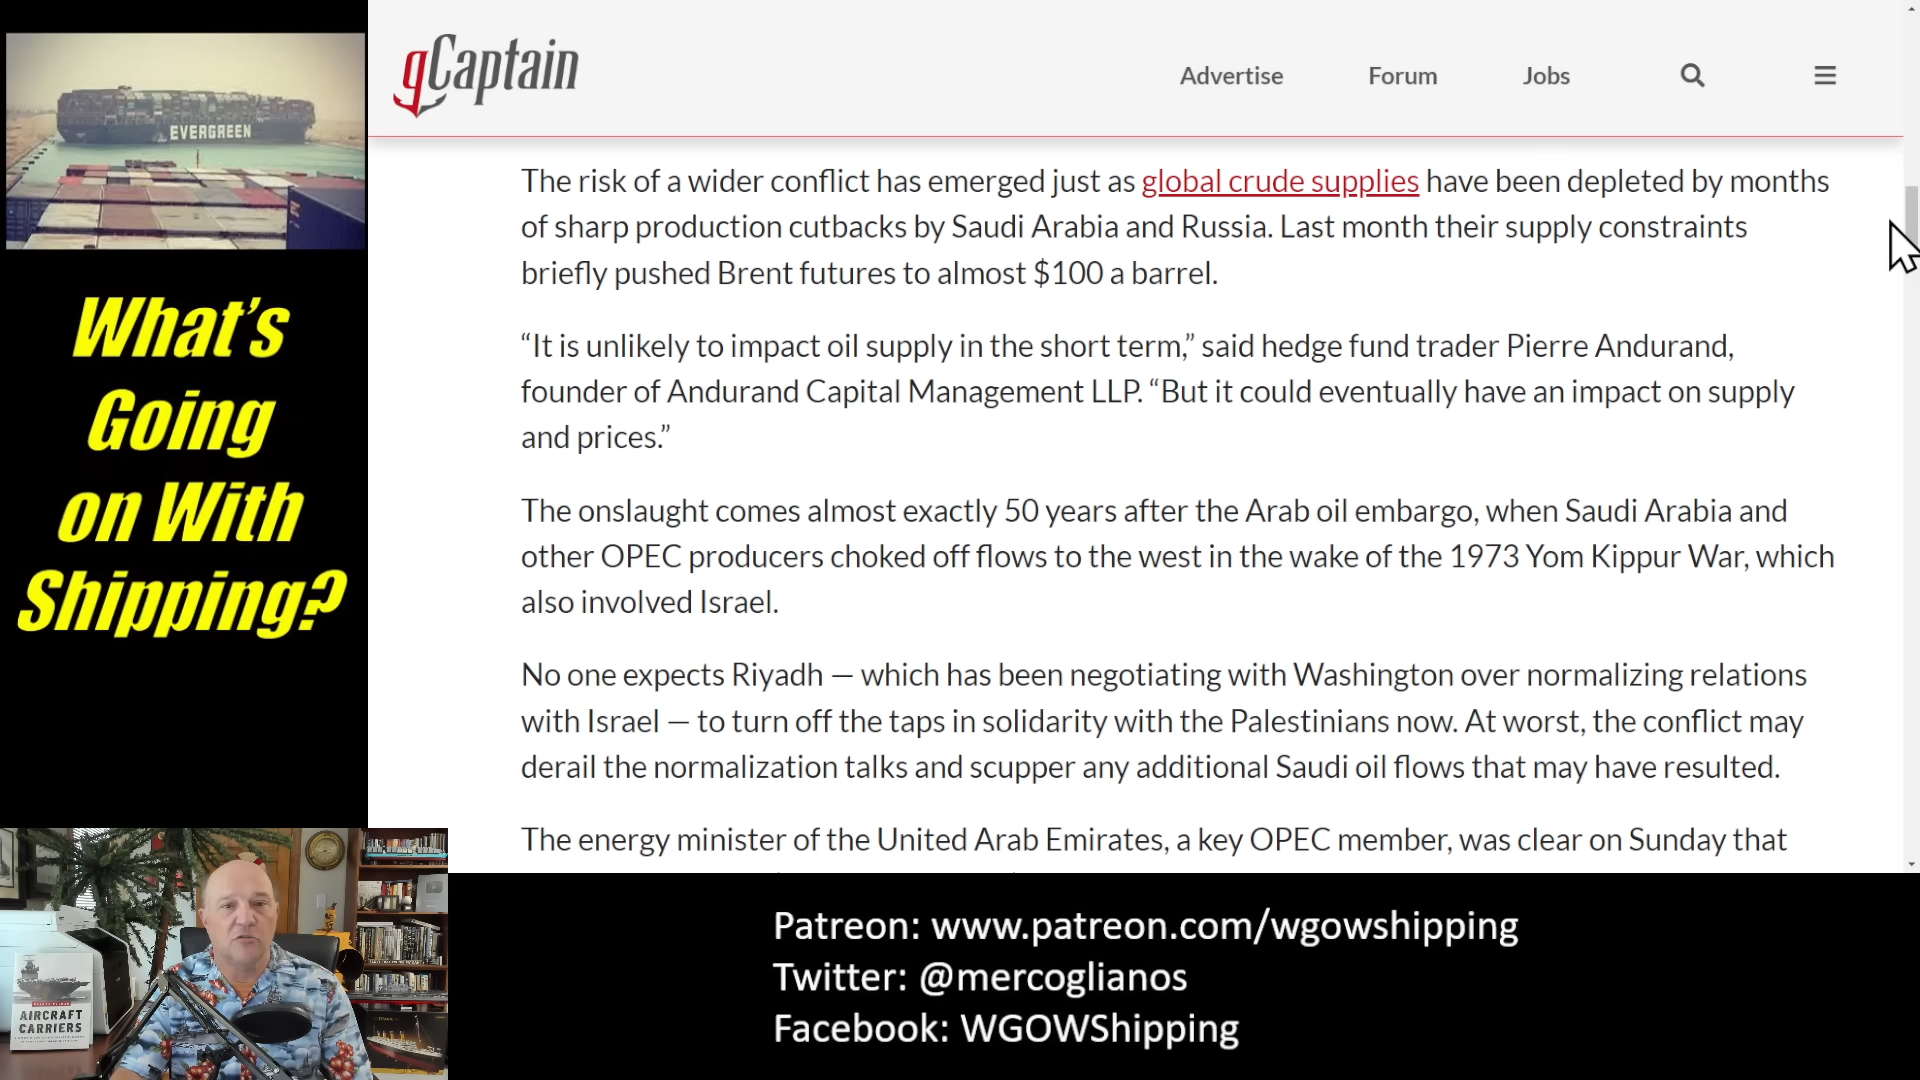 gCaptain
Advertise
Forum
Jobs
EVERGREEN
What's
Going
on With
Shipping?
The risk of a wider conflict has emerged just as global crude supplies have been depleted by months
of sharp production cutbacks by Saudi Arabia and Russia. Last month their supply constraints
briefly pushed Brent futures to almost $100 a barrel.
“It is unlikely to impact oil supply in the short term,” said hedge fund trader Pierre Andurand,
founder of Andurand Capital Management LLP. “But it could eventually have an impact on supply
and prices.”
The onslaught comes almost exactly 50 years after the Arab oil embargo, when Saudi Arabia and
other OPEC producers choked off flows to the west in the wake of the 1973 Yom Kippur War, which
also involved Israel.
No one expects Riyadh — which has been negotiating with Washington over normalizing relations
with Israel — to turn off the taps in solidarity with the Palestinians now. At worst, the conflict may
derail the normalization talks and scupper any additional Saudi oil flows that may have resulted.
The energy minister of the United Arab Emirates, a key OPEC member, was clear on Sunday that
AIRCRAFT
CARRIERS
Patreon: www.patreon.com/wgowshipping
Twitter: @mercoglianos
Facebook: WGOWShipping